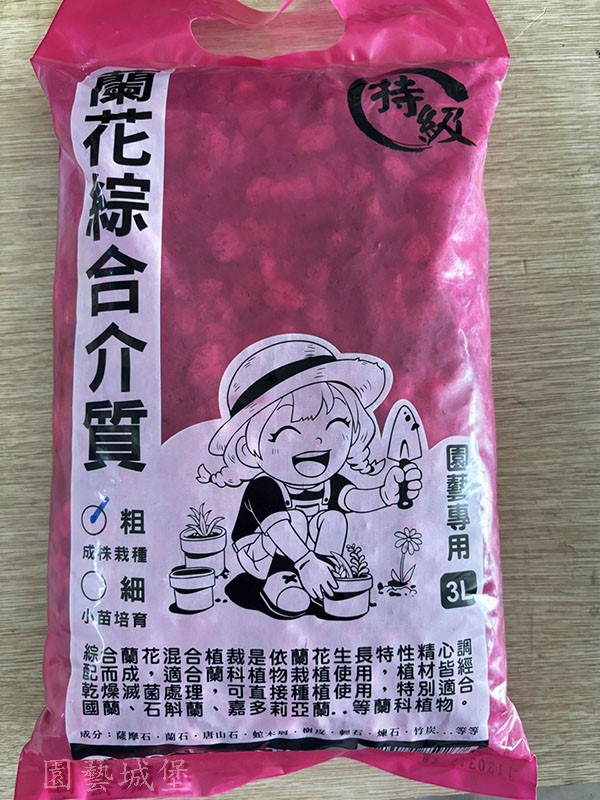 特級
蘭花綜合介質
粗
成株栽種
細
小苗培育
園藝專用
3L
綜合蘭花混合植裁是依蘭花生長特性精心調
配而成，適合蘭科植物栽植使用，植材皆經
乾燥滅菌處理，可直接種植使用，特別適合
國蘭、石斛蘭、嘉多莉亞蘭..等蘭科植物。
成分：薩摩石·蘭石·唐山石·蛇木屑·樹皮·輕石·煉石·竹炭...等等
園藝城堡